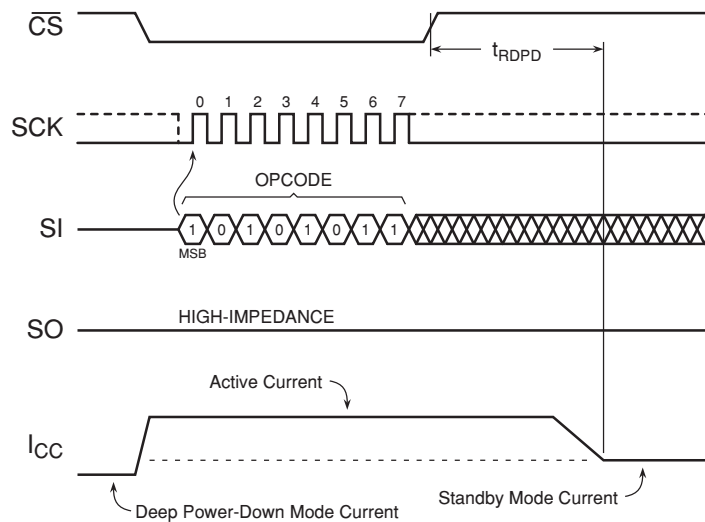 CS
tRDPD
0 1 2 3 4 5 6 7
SCK
OPCODE
SI
1 0 1 0 1 0 1 1
MSB
HIGH-IMPEDANCE
SO
Active Current
ICC
Deep Power-Down Mode Current
Standby Mode Current